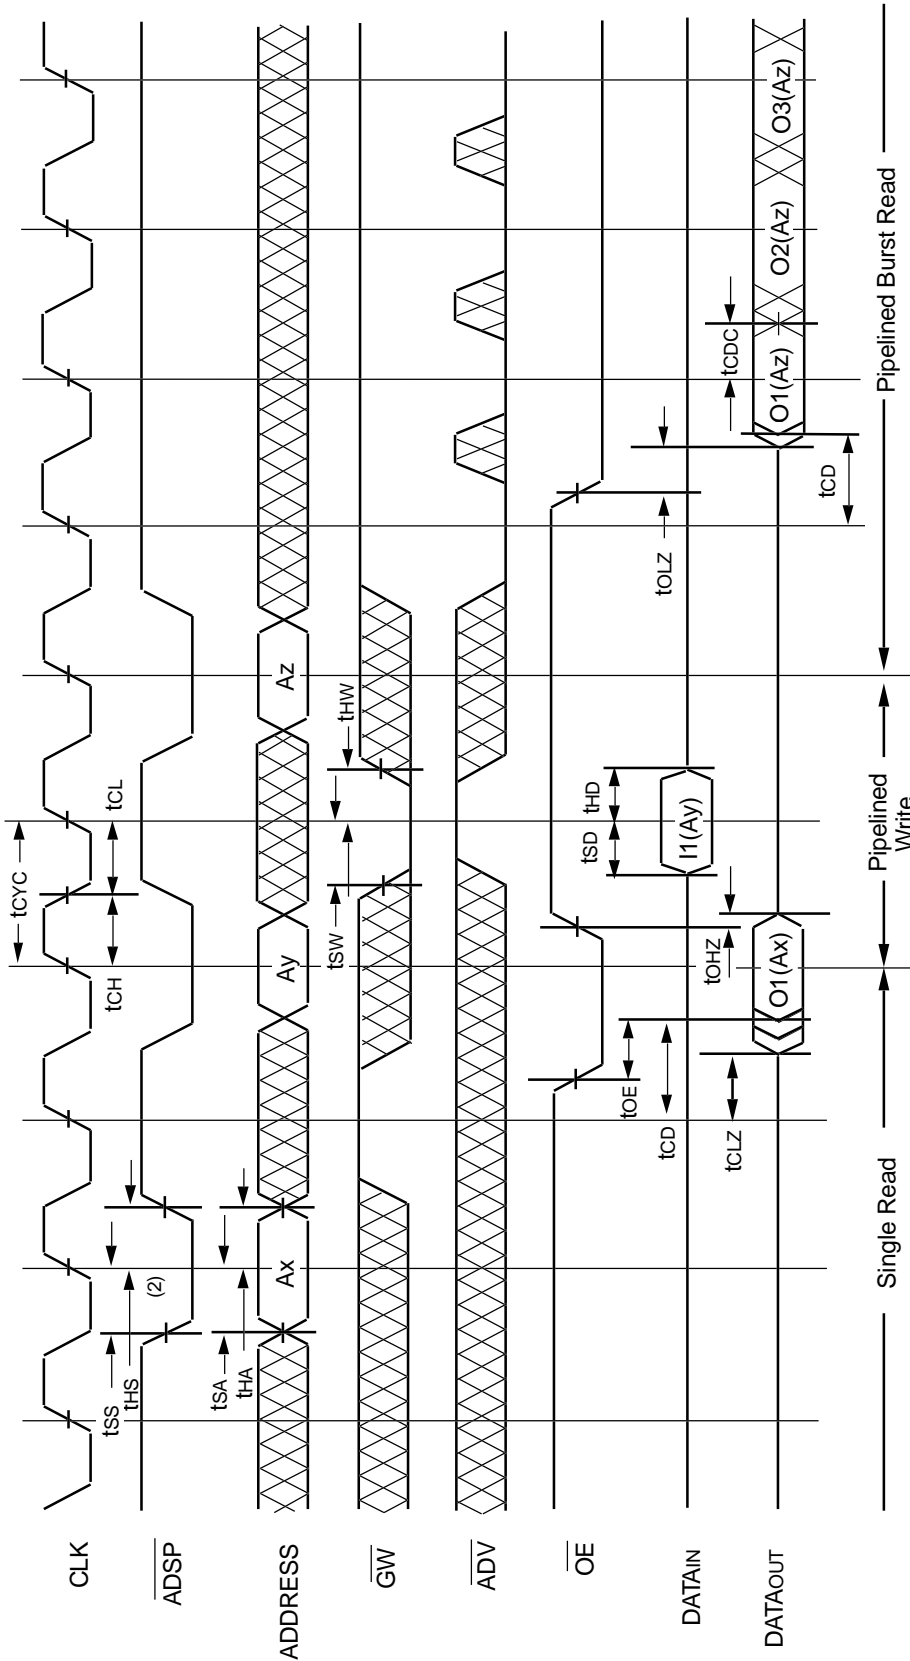 CLK
tCYC
tCH
tCL
ADSP
tSS
tHS
(2)
ADDRESS
tSA
tHA
Ax
Ay
Az
GW
tSW
tHW
ADV
OE
tOE
tOLZ
DATAIN
tSD
tHD
I1(Ay)
tCD
tCLZ
tOHZ
tCDC
DATAOUT
O1(Ax)
O1(Az)
O2(Az)
O3(Az)
tCD
Single Read
Pipelined
Write
Pipelined Burst Read